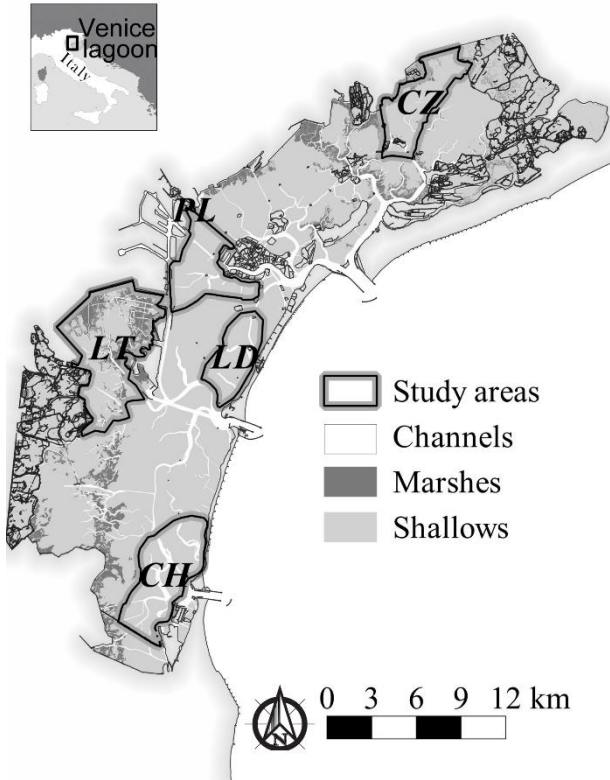 Venice
lagoon
Italy
CZ
PL
LT
LD
CH
Study areas
Channels
Marshes
Shallows
N
0 3 6 9 12 km